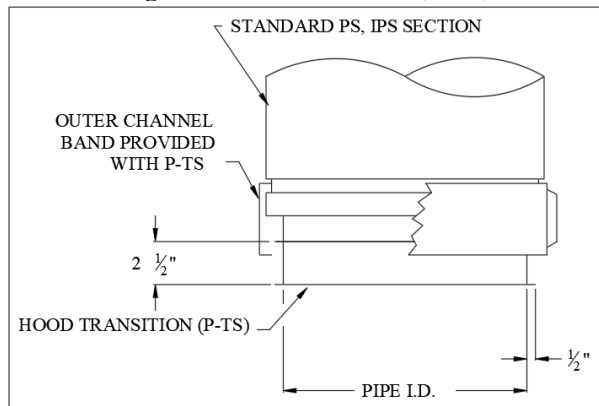 STANDARD PS, IPS SECTION
OUTER CHANNEL
BAND PROVIDED
WITH P-TS
2 ½"
HOOD TRANSITION (P-TS)
½"
PIPE I.D.